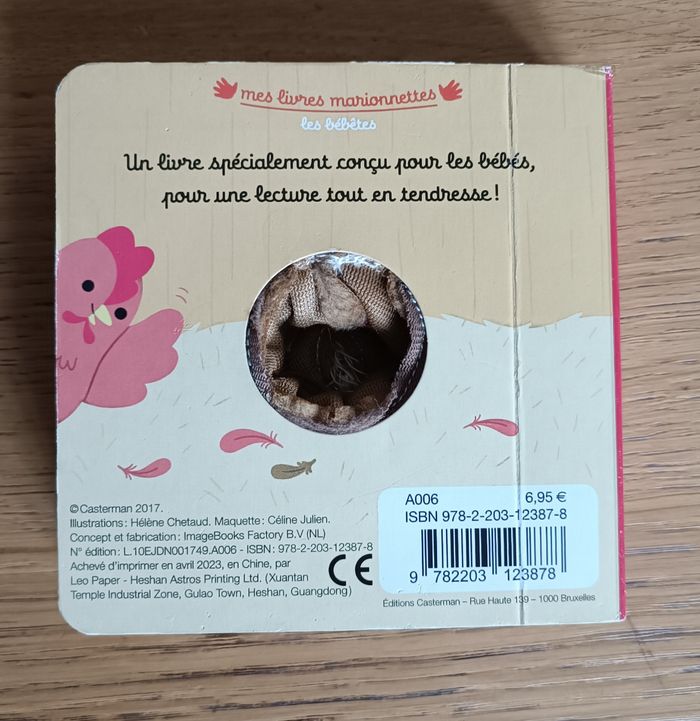 mes livres marionnettes
les bébêtes
Un livre spécialement conçu pour les bébés,
pour une lecture tout en tendresse !
©Casterman 2017.
Illustrations : Hélène Chetaud. Maquette : Céline Julien.
Concept et fabrication : ImageBooks Factory B.V (NL)
N° édition : L.10EJDN001749.A006 - ISBN : 978-2-203-12387-8
Achevé d'imprimer en avril 2023, en Chine, par
Leo Paper - Heshan Astros Printing Ltd. (Xuantan
Temple Industrial Zone, Gulao Town, Heshan, Guangdong)
CE
A006 6,95 €
ISBN 978-2-203-12387-8
9 782203 123878
Éditions Casterman – Rue Haute 139 – 1000 Bruxelles